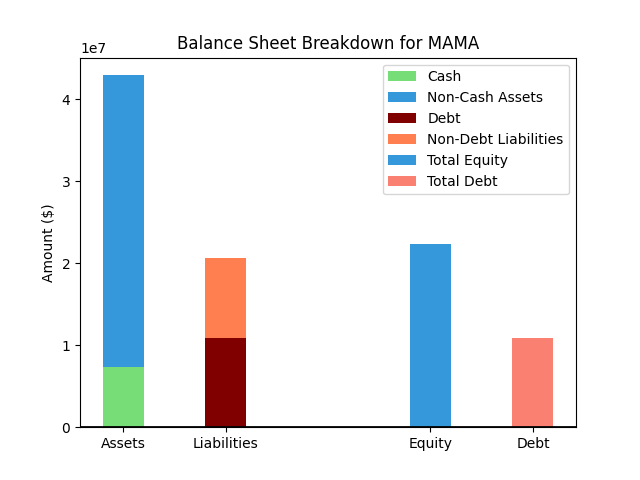 Balance Sheet Breakdown for MAMA
1e7
Cash
Non-Cash Assets
Debt
Non-Debt Liabilities
Total Equity
Total Debt
4
3
2
1
0
Amount ($)
Assets Liabilities Equity Debt